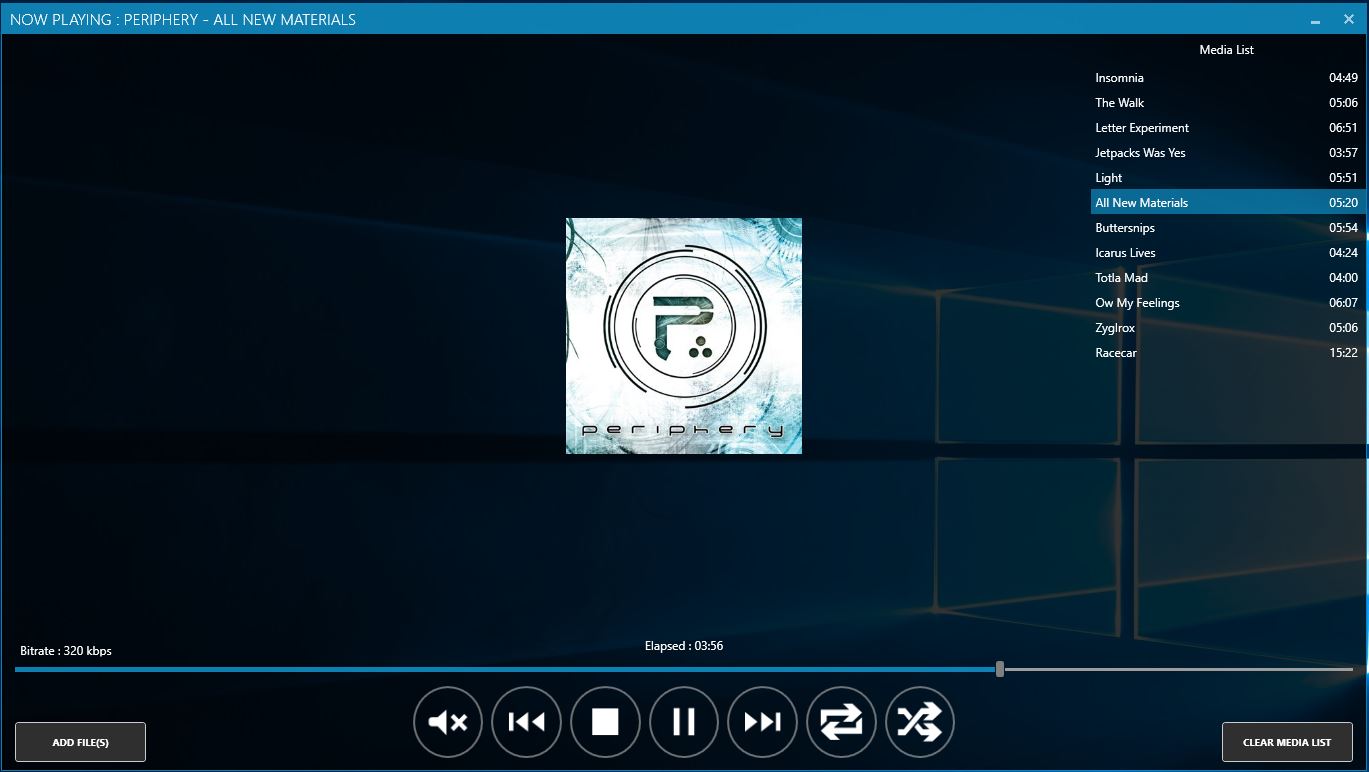 NOW PLAYING : PERIPHERY - ALL NEW MATERIALS
Media List
Insomnia 04:49
The Walk 05:06
Letter Experiment 06:51
Jetpacks Was Yes 03:57
Light 05:51
All New Materials 05:20
Buttersnips 05:54
Icarus Lives 04:24
Totla Mad 04:00
Ow My Feelings 06:07
Zyglrox 05:06
Racecar 15:22
P
periphery
Bitrate : 320 kbps
Elapsed : 03:56
ADD FILE(S)
CLEAR MEDIA LIST